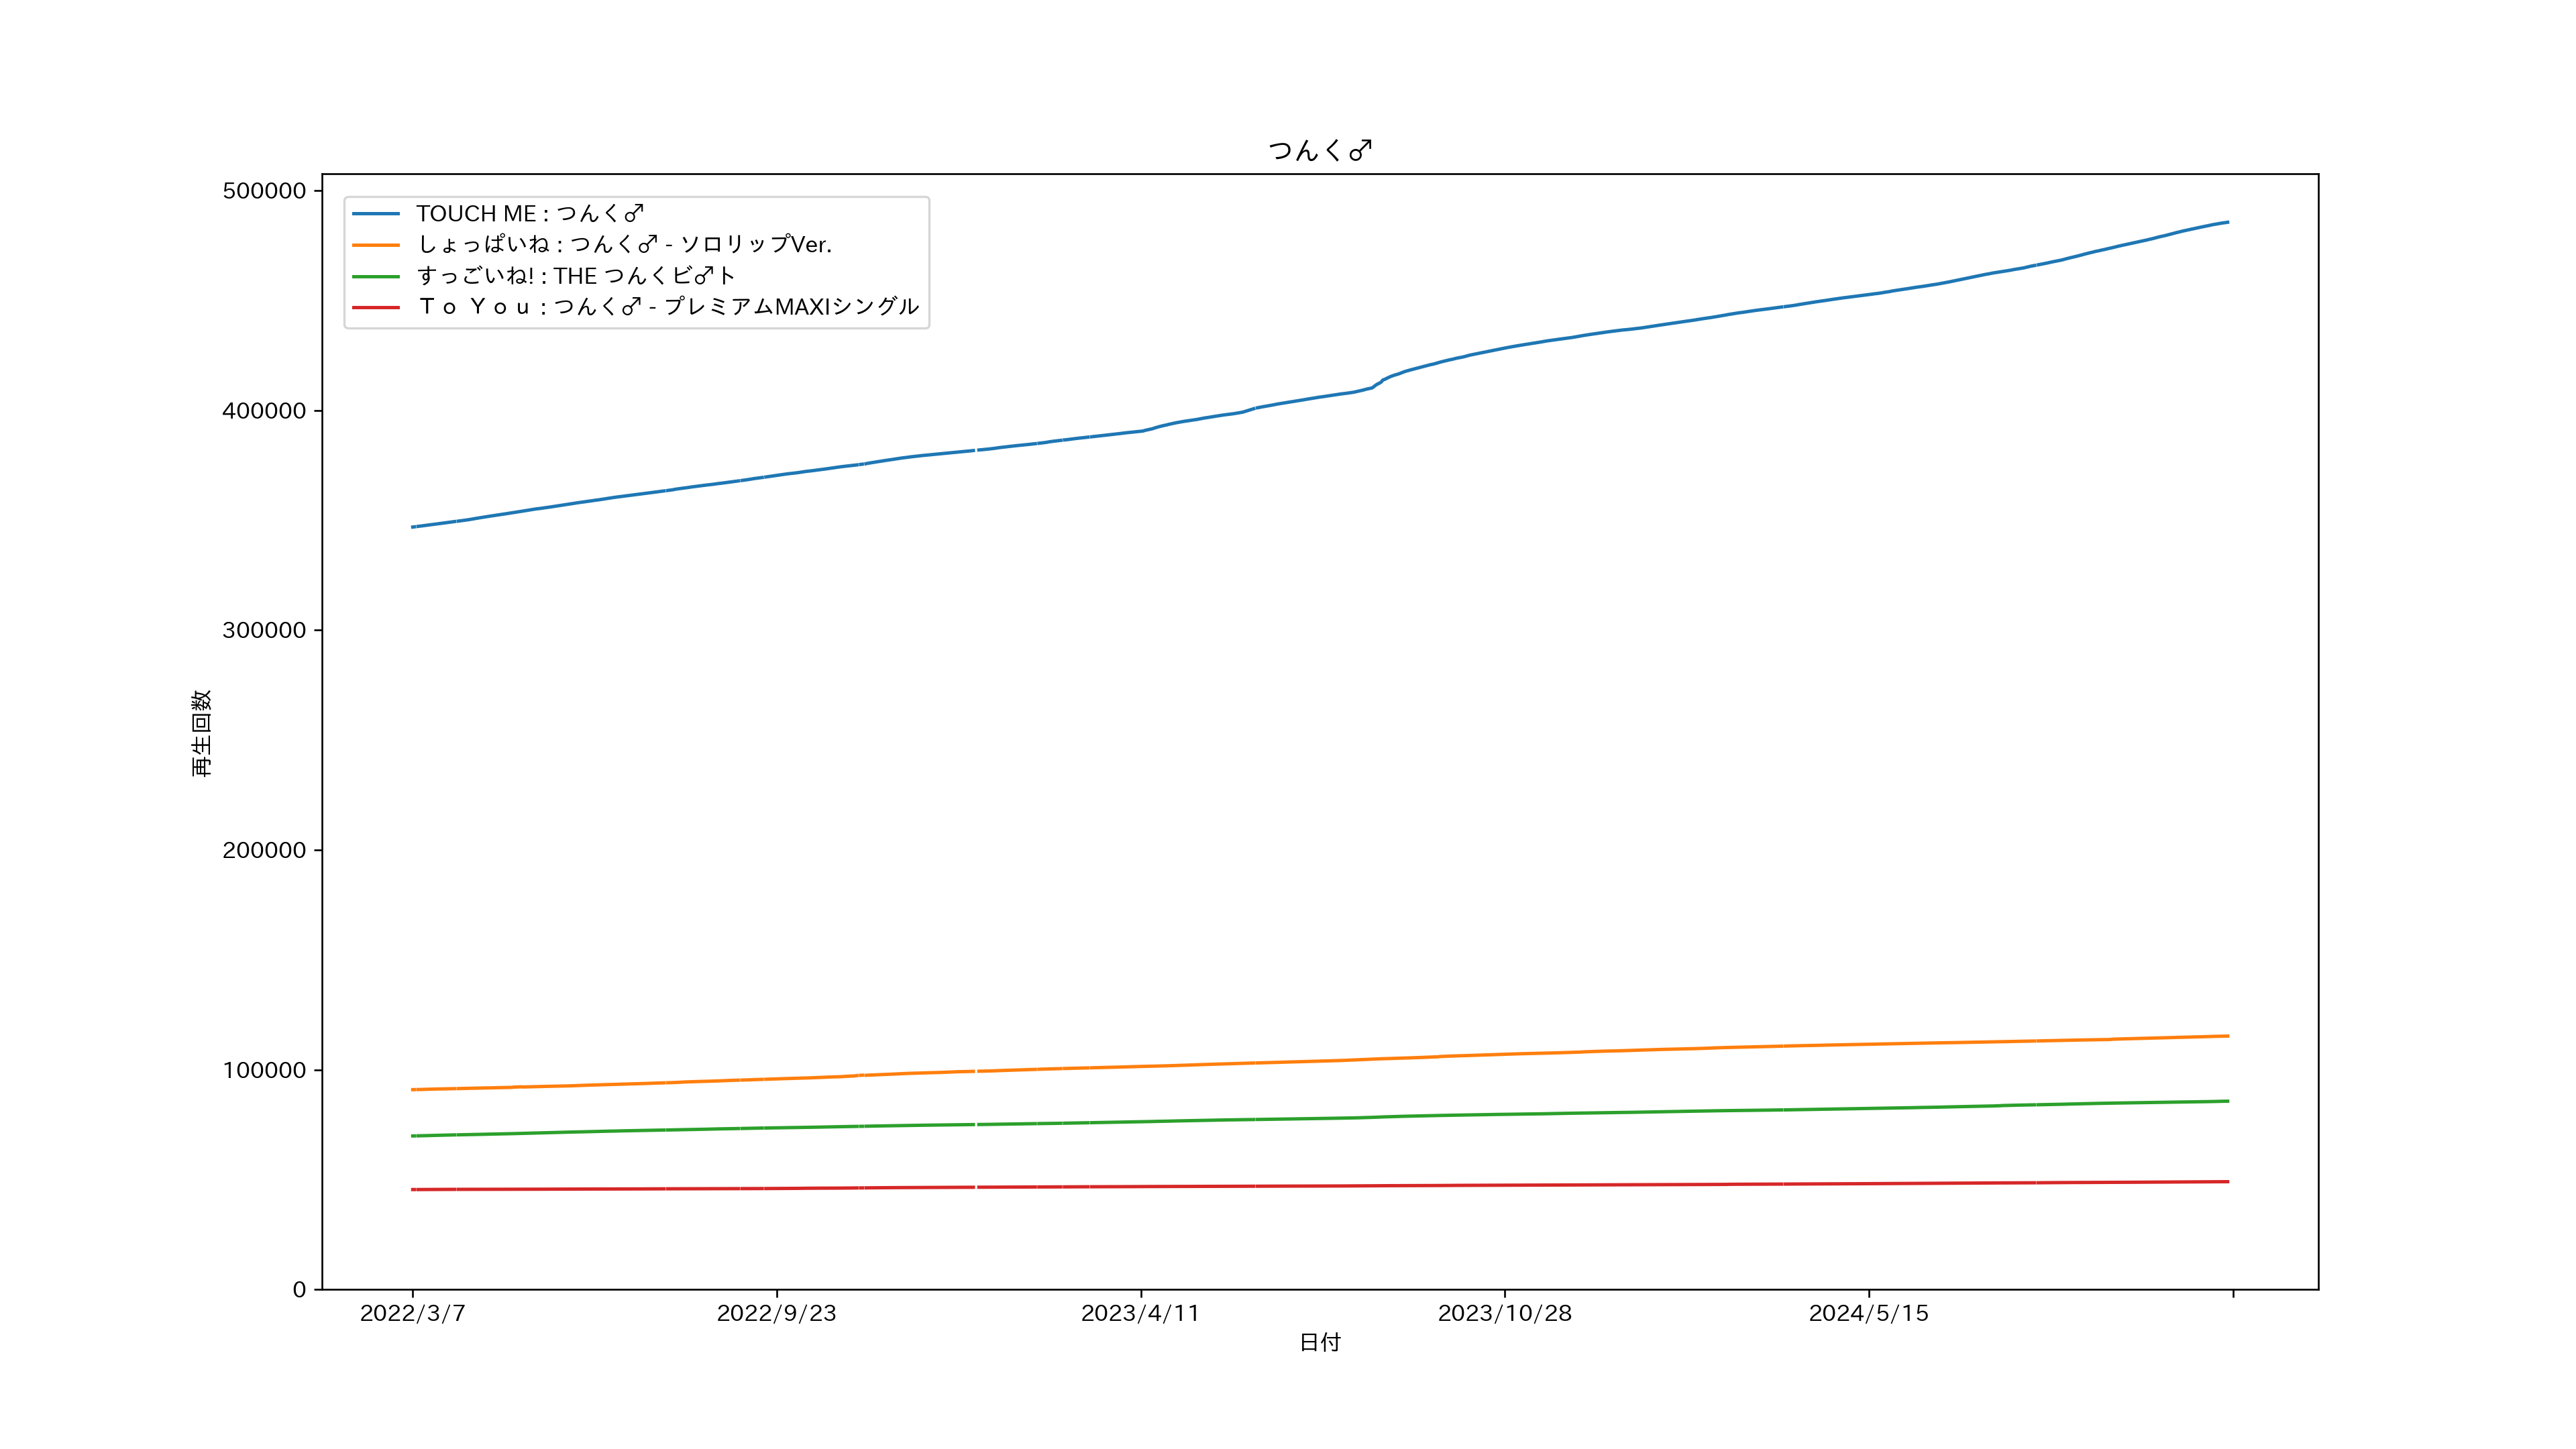 つんく♂
500000
400000
300000
200000
100000
0
再生回数
TOUCH ME : つんく♂
しょっぱいね : つんく♂ - ソロリップVer.
すっごいね! : THE つんくビ♂ト
Ｔｏ Ｙｏｕ : つんく♂ - プレミアムMAXIシングル
2022/3/7 2022/9/23 2023/4/11 2023/10/28 2024/5/15
日付